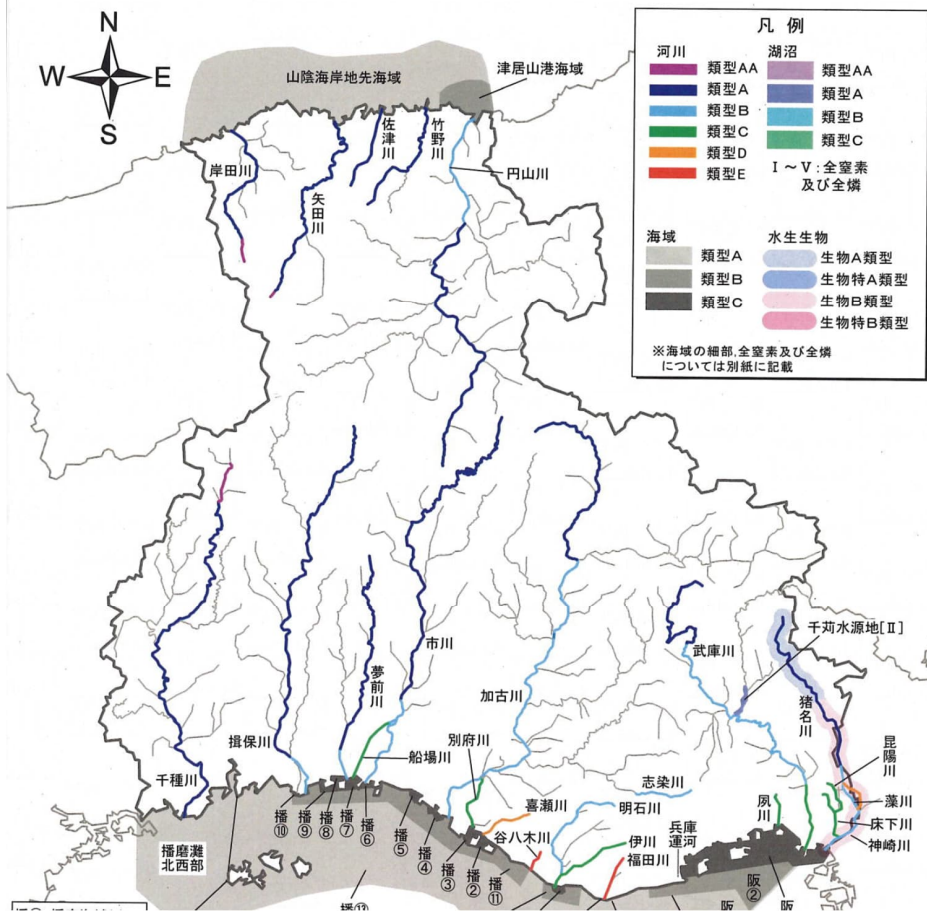 N
W E
S
山陰海岸地先海域
津居山港海域
凡例
河川
類型AA
類型A
類型B
類型C
類型D
類型E
湖沼
類型AA
類型A
類型B
類型C
Ⅰ～Ⅴ:全窒素
及び全燐
海域
類型A
類型B
類型C
水生生物
生物A類型
生物特A類型
生物B類型
生物特B類型
※海域の細部,全窒素及び全燐
については別紙に記載
岸田川
矢田川
佐津川
竹野川
円山川
千苅水源地[Ⅱ]
武庫川
猪名川
市川
加古川
夢前川
揖保川
船場川
別府川
千種川
志染川
昆陽川
藻川
床下川
神崎川
喜瀬川
明石川
谷八木川
伊川
福田川
兵庫運河
夙川
播磨灘
北西部
播⑩
播⑨
播⑧
播⑦
播⑥
播⑤
播④
播③
播②
播⑪
播⑫
阪②
阪
阪